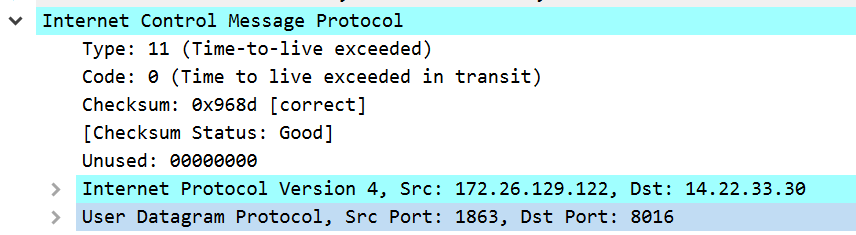 Internet Control Message Protocol
Type: 11 (Time-to-live exceeded)
Code: 0 (Time to live exceeded in transit)
Checksum: 0x968d [correct]
[Checksum Status: Good]
Unused: 00000000
Internet Protocol Version 4, Src: 172.26.129.122, Dst: 14.22.33.30
User Datagram Protocol, Src Port: 1863, Dst Port: 8016